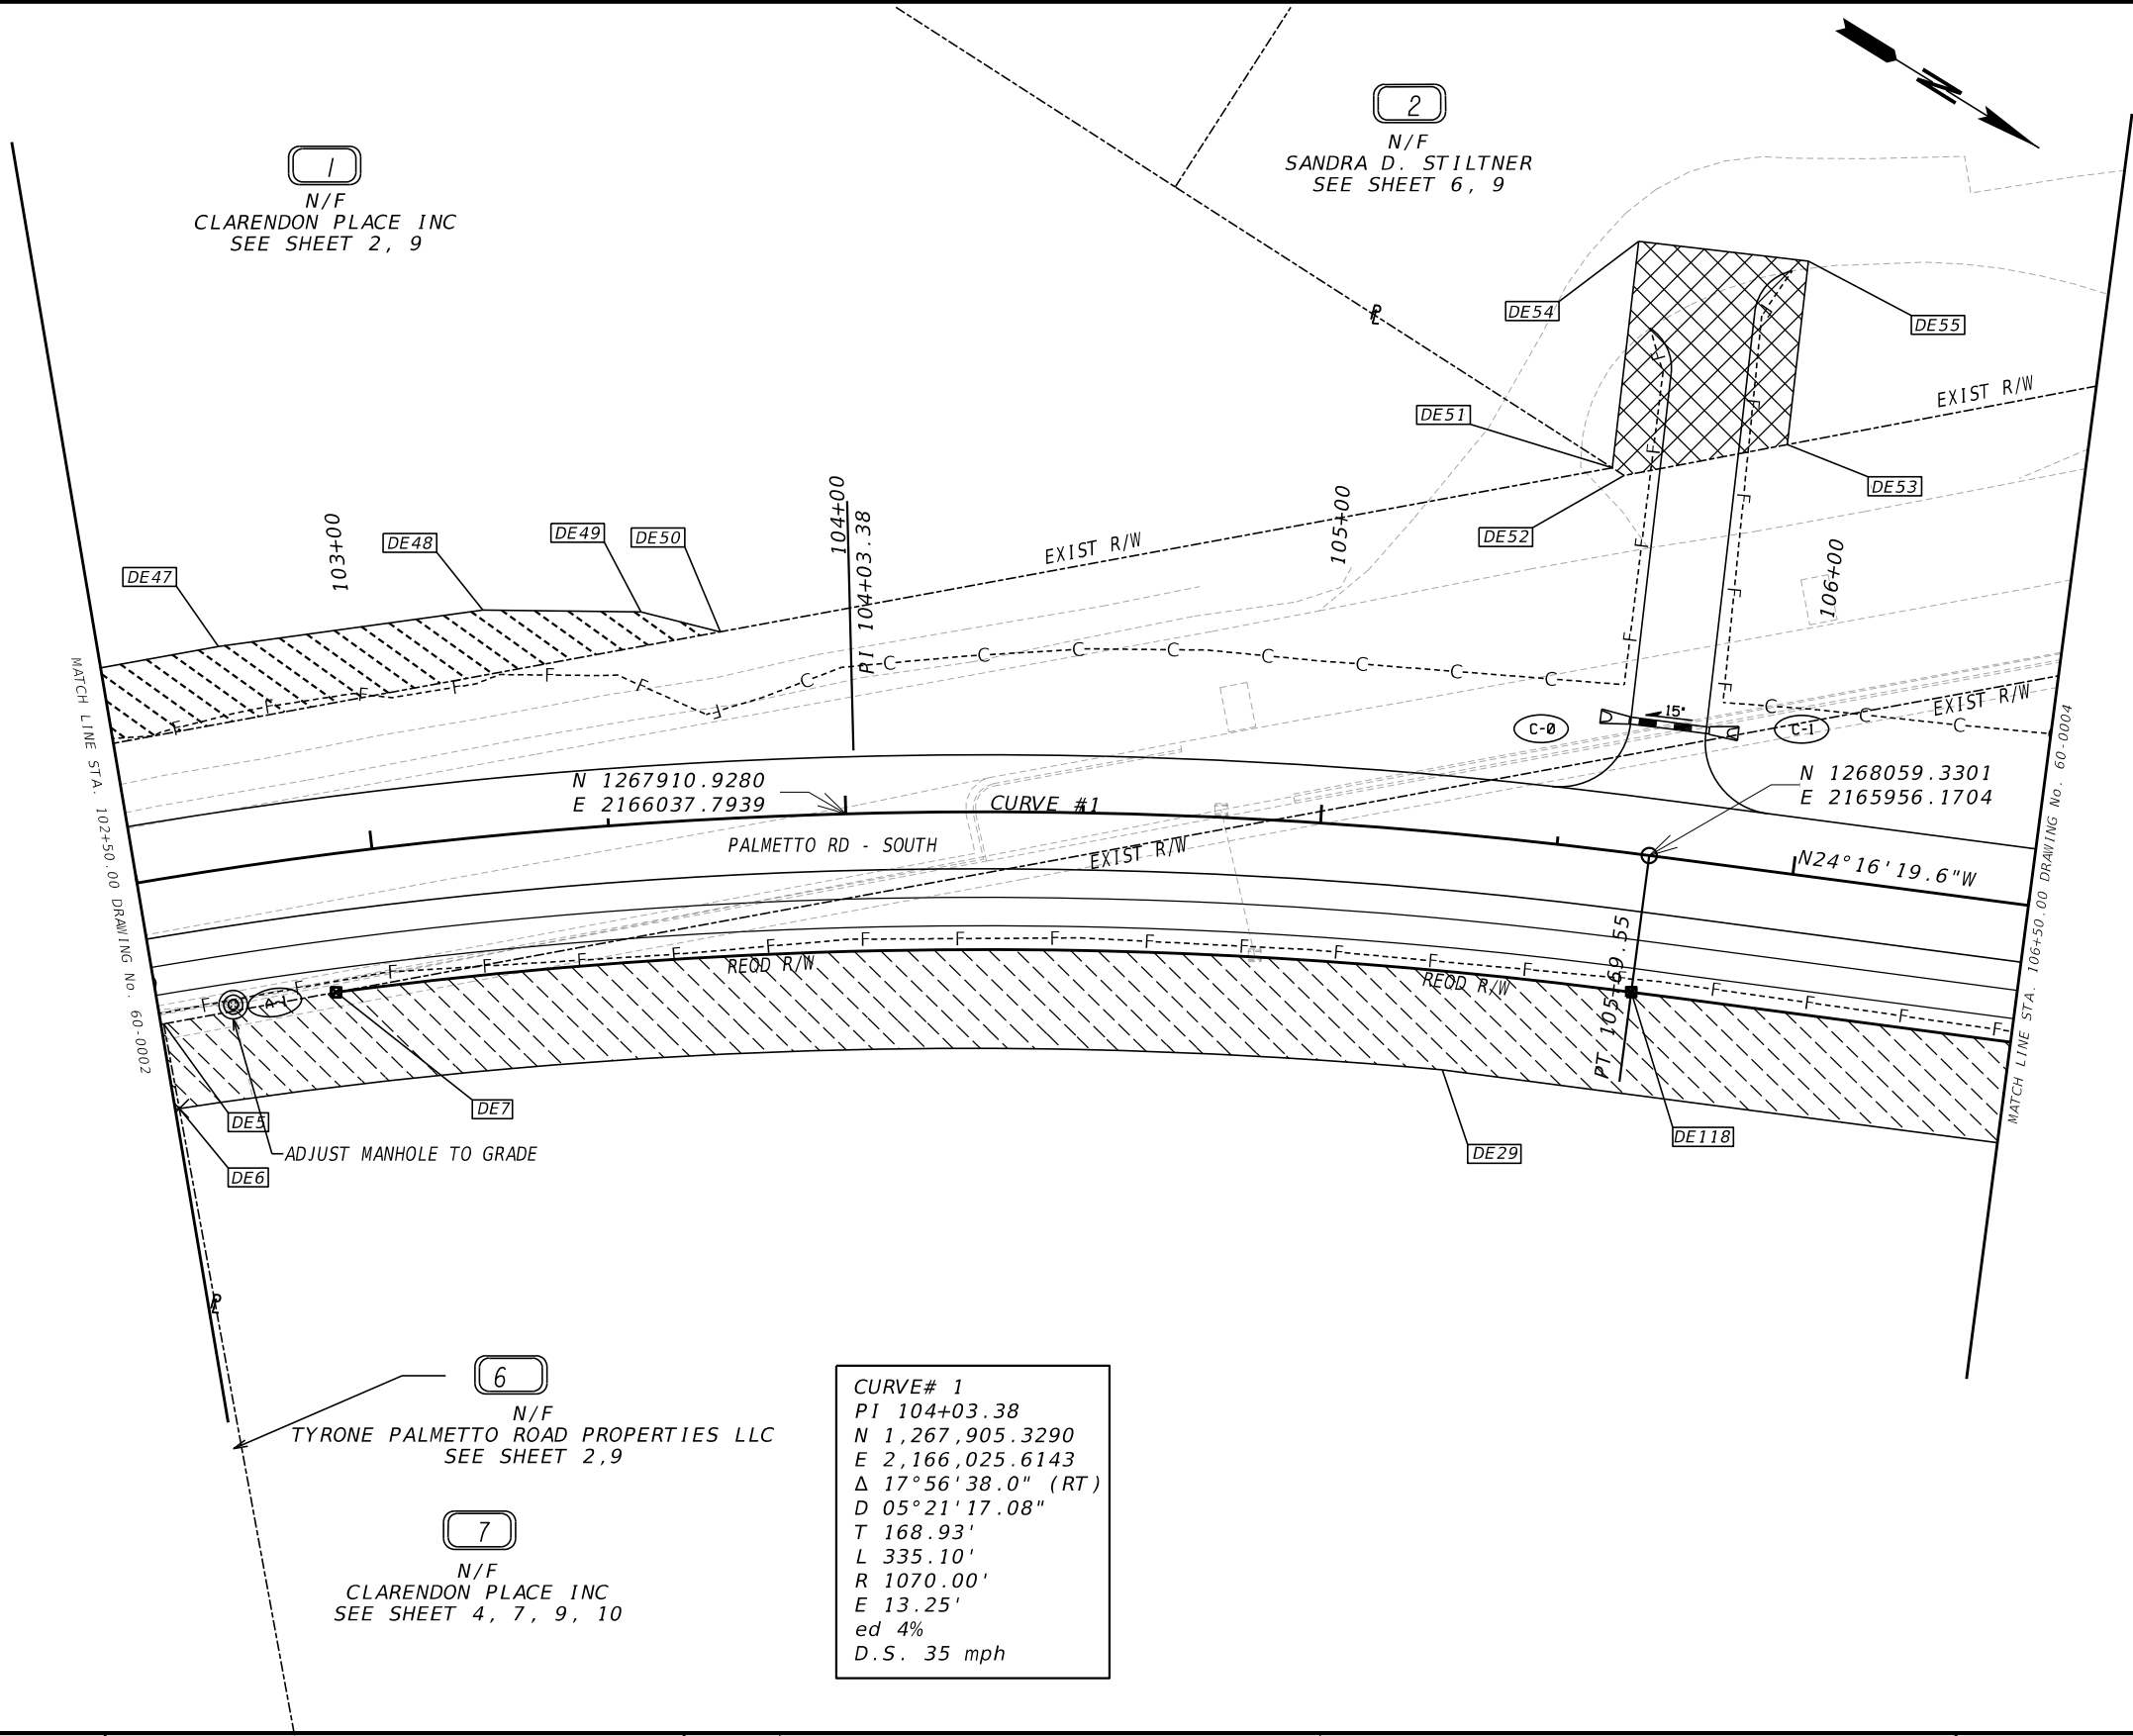 1
N/F
CLARENDON PLACE INC
SEE SHEET 2, 9
2
N/F
SANDRA D. STILTNER
SEE SHEET 6, 9
N
DE54
DE55
PL
DE51
EXIST R/W
DE53
DE52
103+00
DE48
DE49
DE50
DE47
104+00
PI 104+03.38
EXIST R/W
105+00
106+00
F F F F F F F
C C C C C C C C C
F F F F F
F F F F F
C C C
EXIST R/W
C-0
15"
C-1
N 1267910.9280
E 2166037.7939
CURVE #1
N 1268059.3301
E 2165956.1704
PALMETTO RD - SOUTH
EXIST R/W
N24°16'19.6"W
MATCH LINE STA. 102+50.00 DRAWING No. 60-0002
MATCH LINE STA. 106+50.00 DRAWING No. 60-0004
F F F F F F F F F F F F F F F F F F F F
REQD R/W
REQD R/W
A-1
PT 105+69.55
DE5
DE7
DE6
ADJUST MANHOLE TO GRADE
DE29
DE118
PL
6
N/F
TYRONE PALMETTO ROAD PROPERTIES LLC
SEE SHEET 2,9
7
N/F
CLARENDON PLACE INC
SEE SHEET 4, 7, 9, 10
CURVE# 1
PI 104+03.38
N 1,267,905.3290
E 2,166,025.6143
Δ 17°56'38.0" (RT)
D 05°21'17.08"
T 168.93'
L 335.10'
R 1070.00'
E 13.25'
ed 4%
D.S. 35 mph